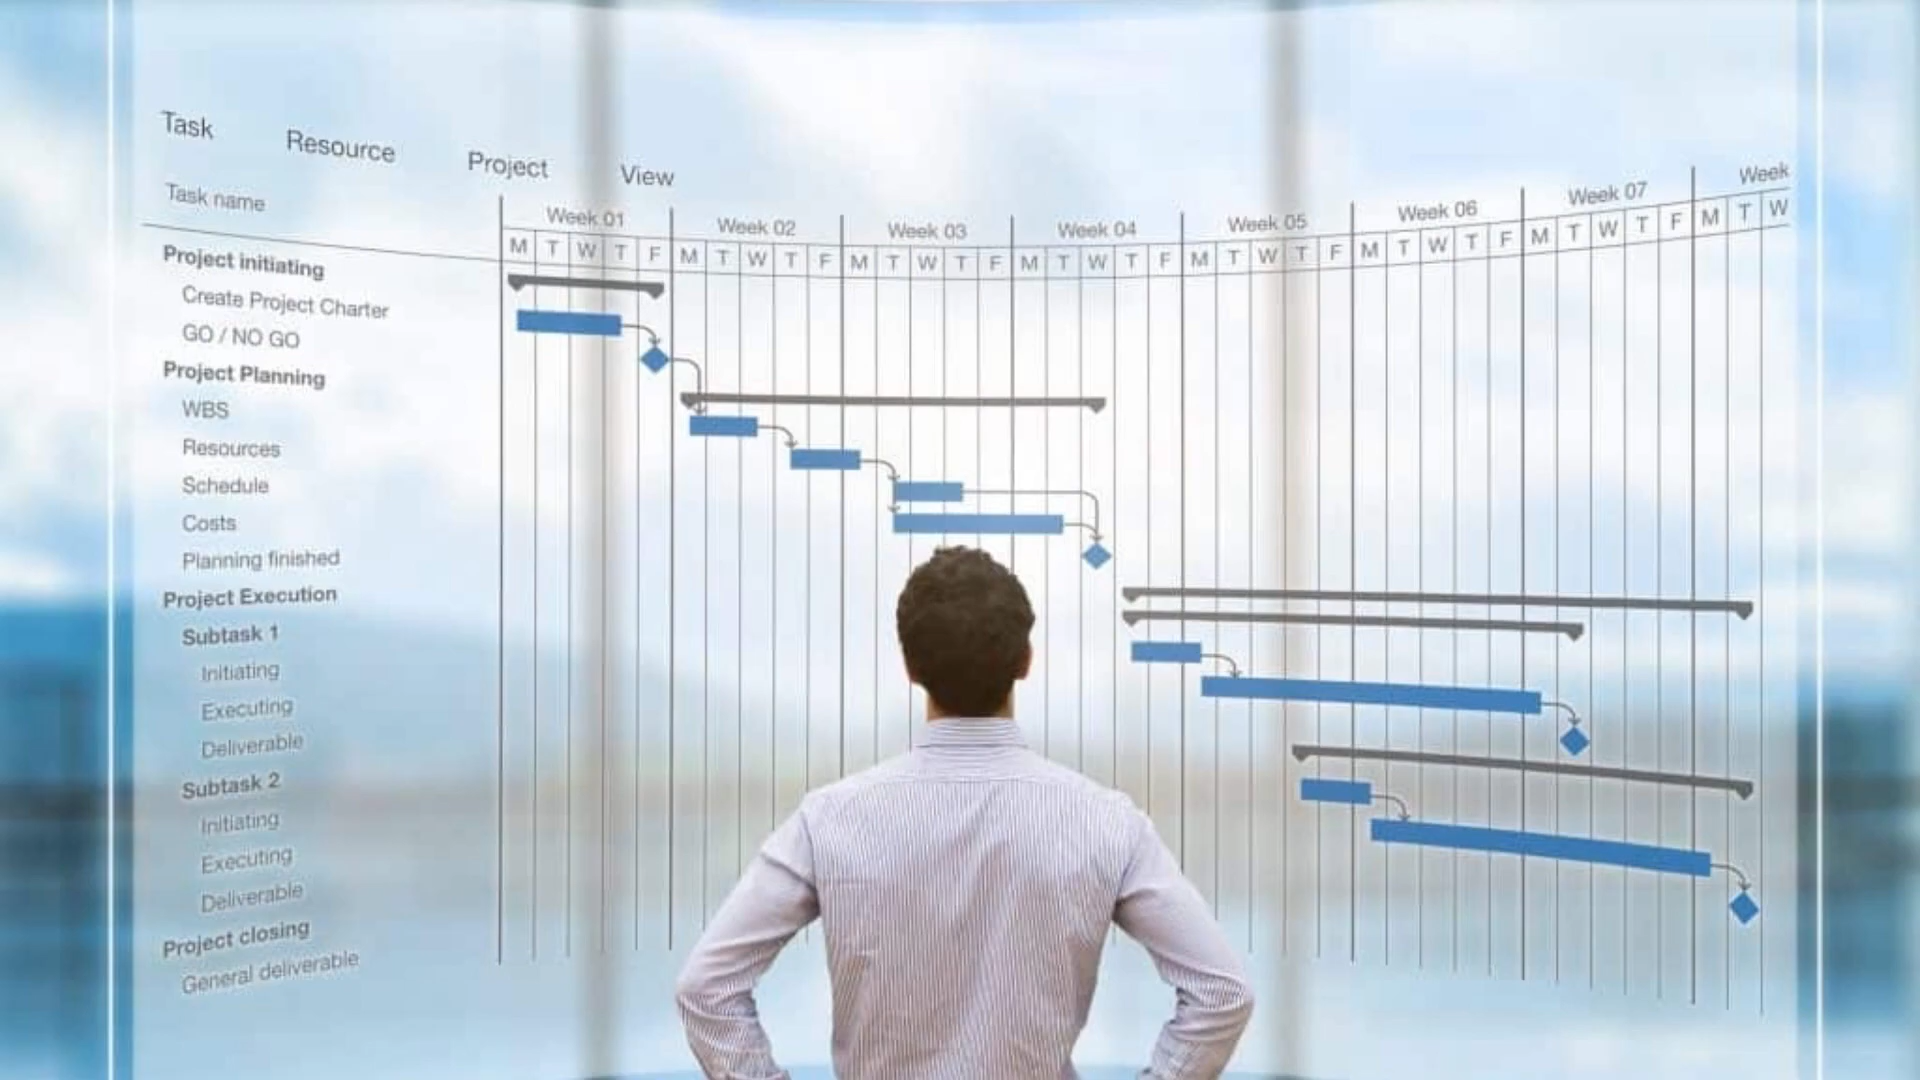 Task Resource Project View
Task name
Week 01 Week 02 Week 03 Week 04 Week 05 Week 06 Week 07 Week
M T W T F M T W T F M T W T F M T W T F M T W T F M T W T F M T W T F M T W
Project initiating
Create Project Charter
GO / NO GO
Project Planning
WBS
Resources
Schedule
Costs
Planning finished
Project Execution
Subtask 1
Initiating
Executing
Deliverable
Subtask 2
Initiating
Executing
Deliverable
Project closing
General deliverable